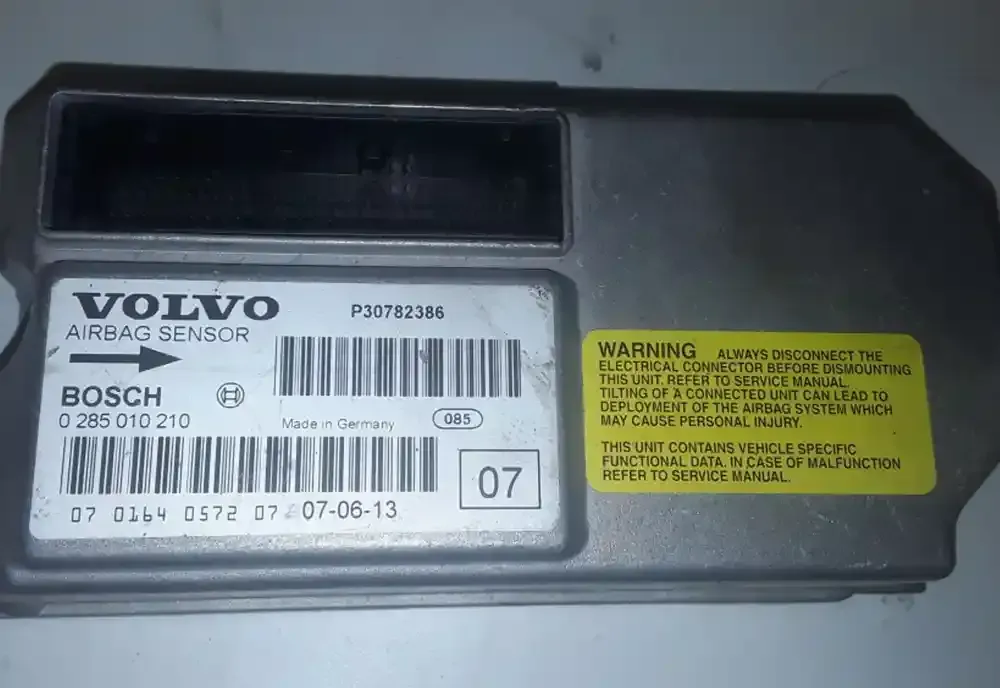 VOLVO
P30782386
AIRBAG SENSOR
BOSCH
0 285 010 210
Made in Germany
085
07
07 0164 0572 07 07-06-13
WARNING ALWAYS DISCONNECT THE
ELECTRICAL CONNECTOR BEFORE DISMOUNTING
THIS UNIT. REFER TO SERVICE MANUAL.
TILTING OF A CONNECTED UNIT CAN LEAD TO
DEPLOYMENT OF THE AIRBAG SYSTEM WHICH
MAY CAUSE PERSONAL INJURY.
THIS UNIT CONTAINS VEHICLE SPECIFIC
FUNCTIONAL DATA. IN CASE OF MALFUNCTION
REFER TO SERVICE MANUAL.